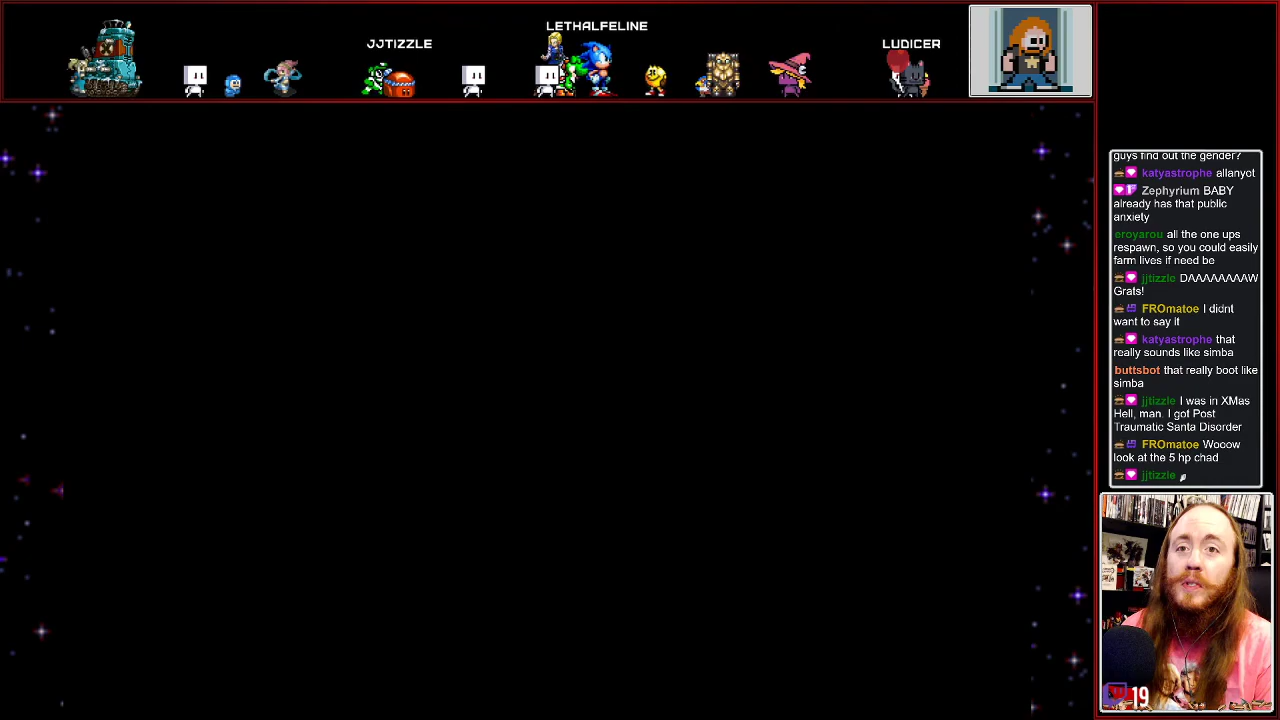 LETHALFELINE
JJTIZZLE
LUDICER
guys find out the gender?
katyastrophe allanyot
Zephyrium BABY
already has that public
anxiety
eroyarou all the one ups
respawn, so you could easily
farm lives if need be
jjtizzle DAAAAAAAW
Grats!
FROmatoe I didnt
want to say it
katyastrophe that
really sounds like simba
buttsbot that really boot like
simba
jjtizzle I was in XMas
Hell, man. I got Post
Traumatic Santa Disorder
FROmatoe Wooow
look at the 5 hp chad
jjtizzle
19